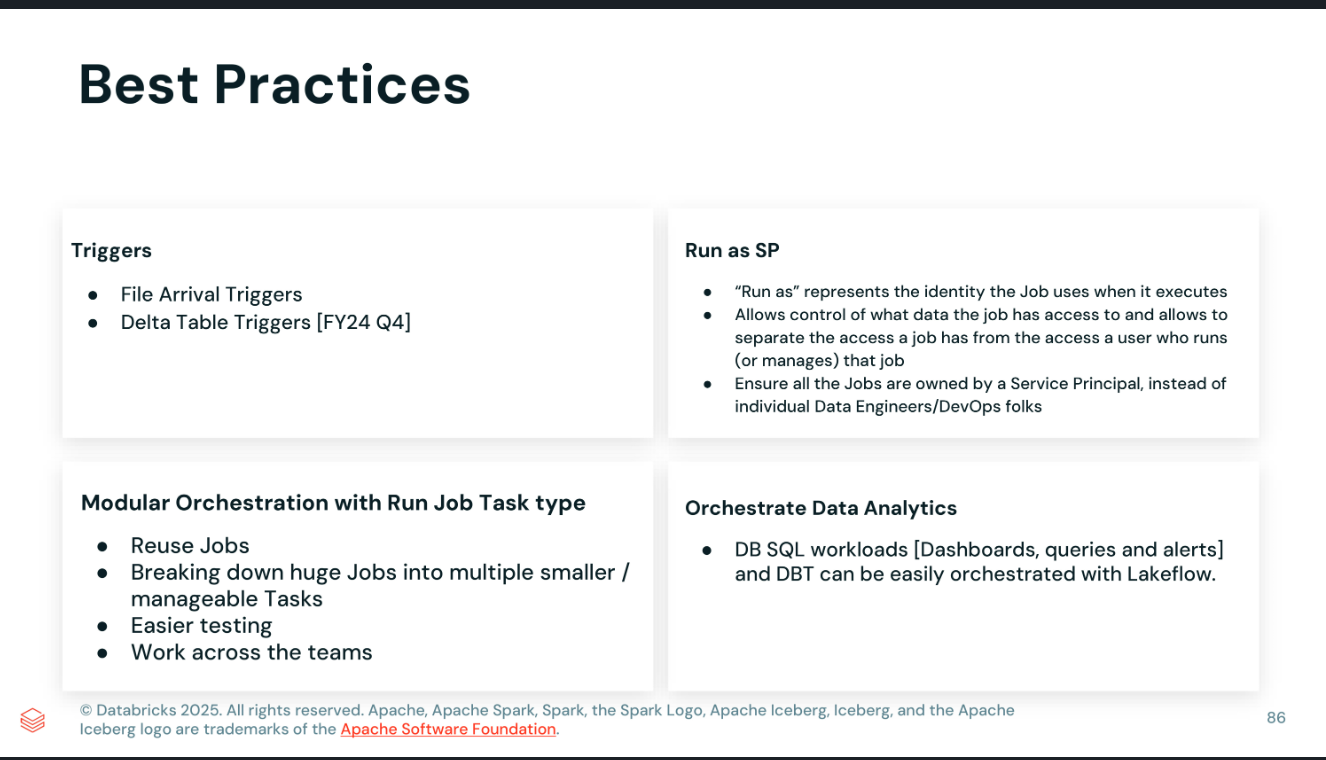 Best Practices
Triggers
● File Arrival Triggers
● Delta Table Triggers [FY24 Q4]
Run as SP
● “Run as” represents the identity the Job uses when it executes
● Allows control of what data the job has access to and allows to
separate the access a job has from the access a user who runs
(or manages) that job
● Ensure all the Jobs are owned by a Service Principal, instead of
individual Data Engineers/DevOps folks
Modular Orchestration with Run Job Task type
● Reuse Jobs
● Breaking down huge Jobs into multiple smaller /
manageable Tasks
● Easier testing
● Work across the teams
Orchestrate Data Analytics
● DB SQL workloads [Dashboards, queries and alerts]
and DBT can be easily orchestrated with Lakeflow.
© Databricks 2025. All rights reserved. Apache, Apache Spark, Spark, the Spark Logo, Apache Iceberg, Iceberg, and the Apache
Iceberg logo are trademarks of the Apache Software Foundation.
86